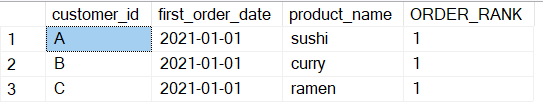 customer_id first_order_date product_name ORDER_RANK
1 A 2021-01-01 sushi 1
2 B 2021-01-01 curry 1
3 C 2021-01-01 ramen 1